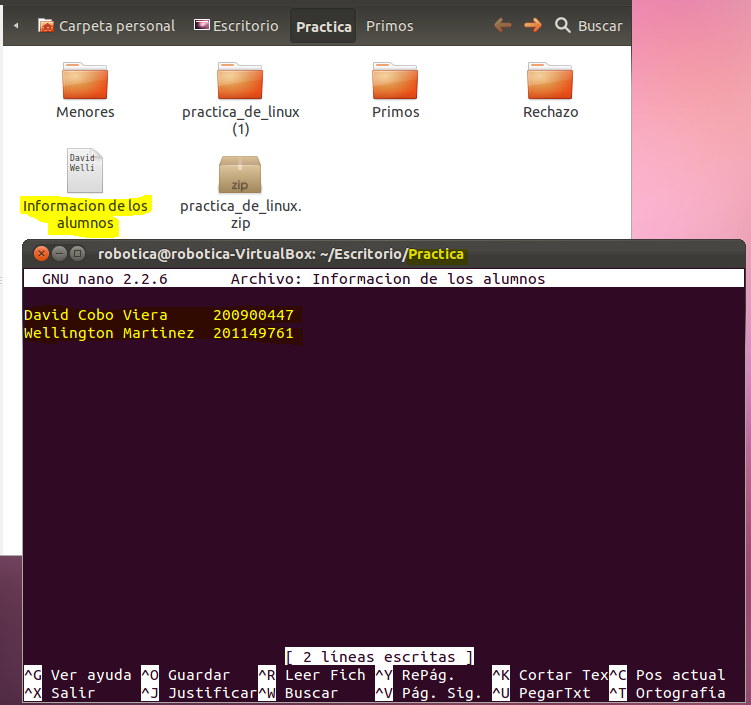 Carpeta personal Escritorio Practica Primos Buscar
Menores practica_de_linux Primos Rechazo
(1)
David
Welli
zip
Informacion de los practica_de_linux.
alumnos zip
robotica@robotica-VirtualBox: ~/Escritorio/Practica
GNU nano 2.2.6 Archivo: Informacion de los alumnos
David Cobo Viera 200900447
Wellington Martinez 201149761
[ 2 líneas escritas ]
^G Ver ayuda ^O Guardar ^R Leer Fich ^Y RePág. ^K Cortar Tex^C Pos actual
^X Salir ^J Justificar^W Buscar ^V Pág. Sig. ^U PegarTxt ^T Ortografía